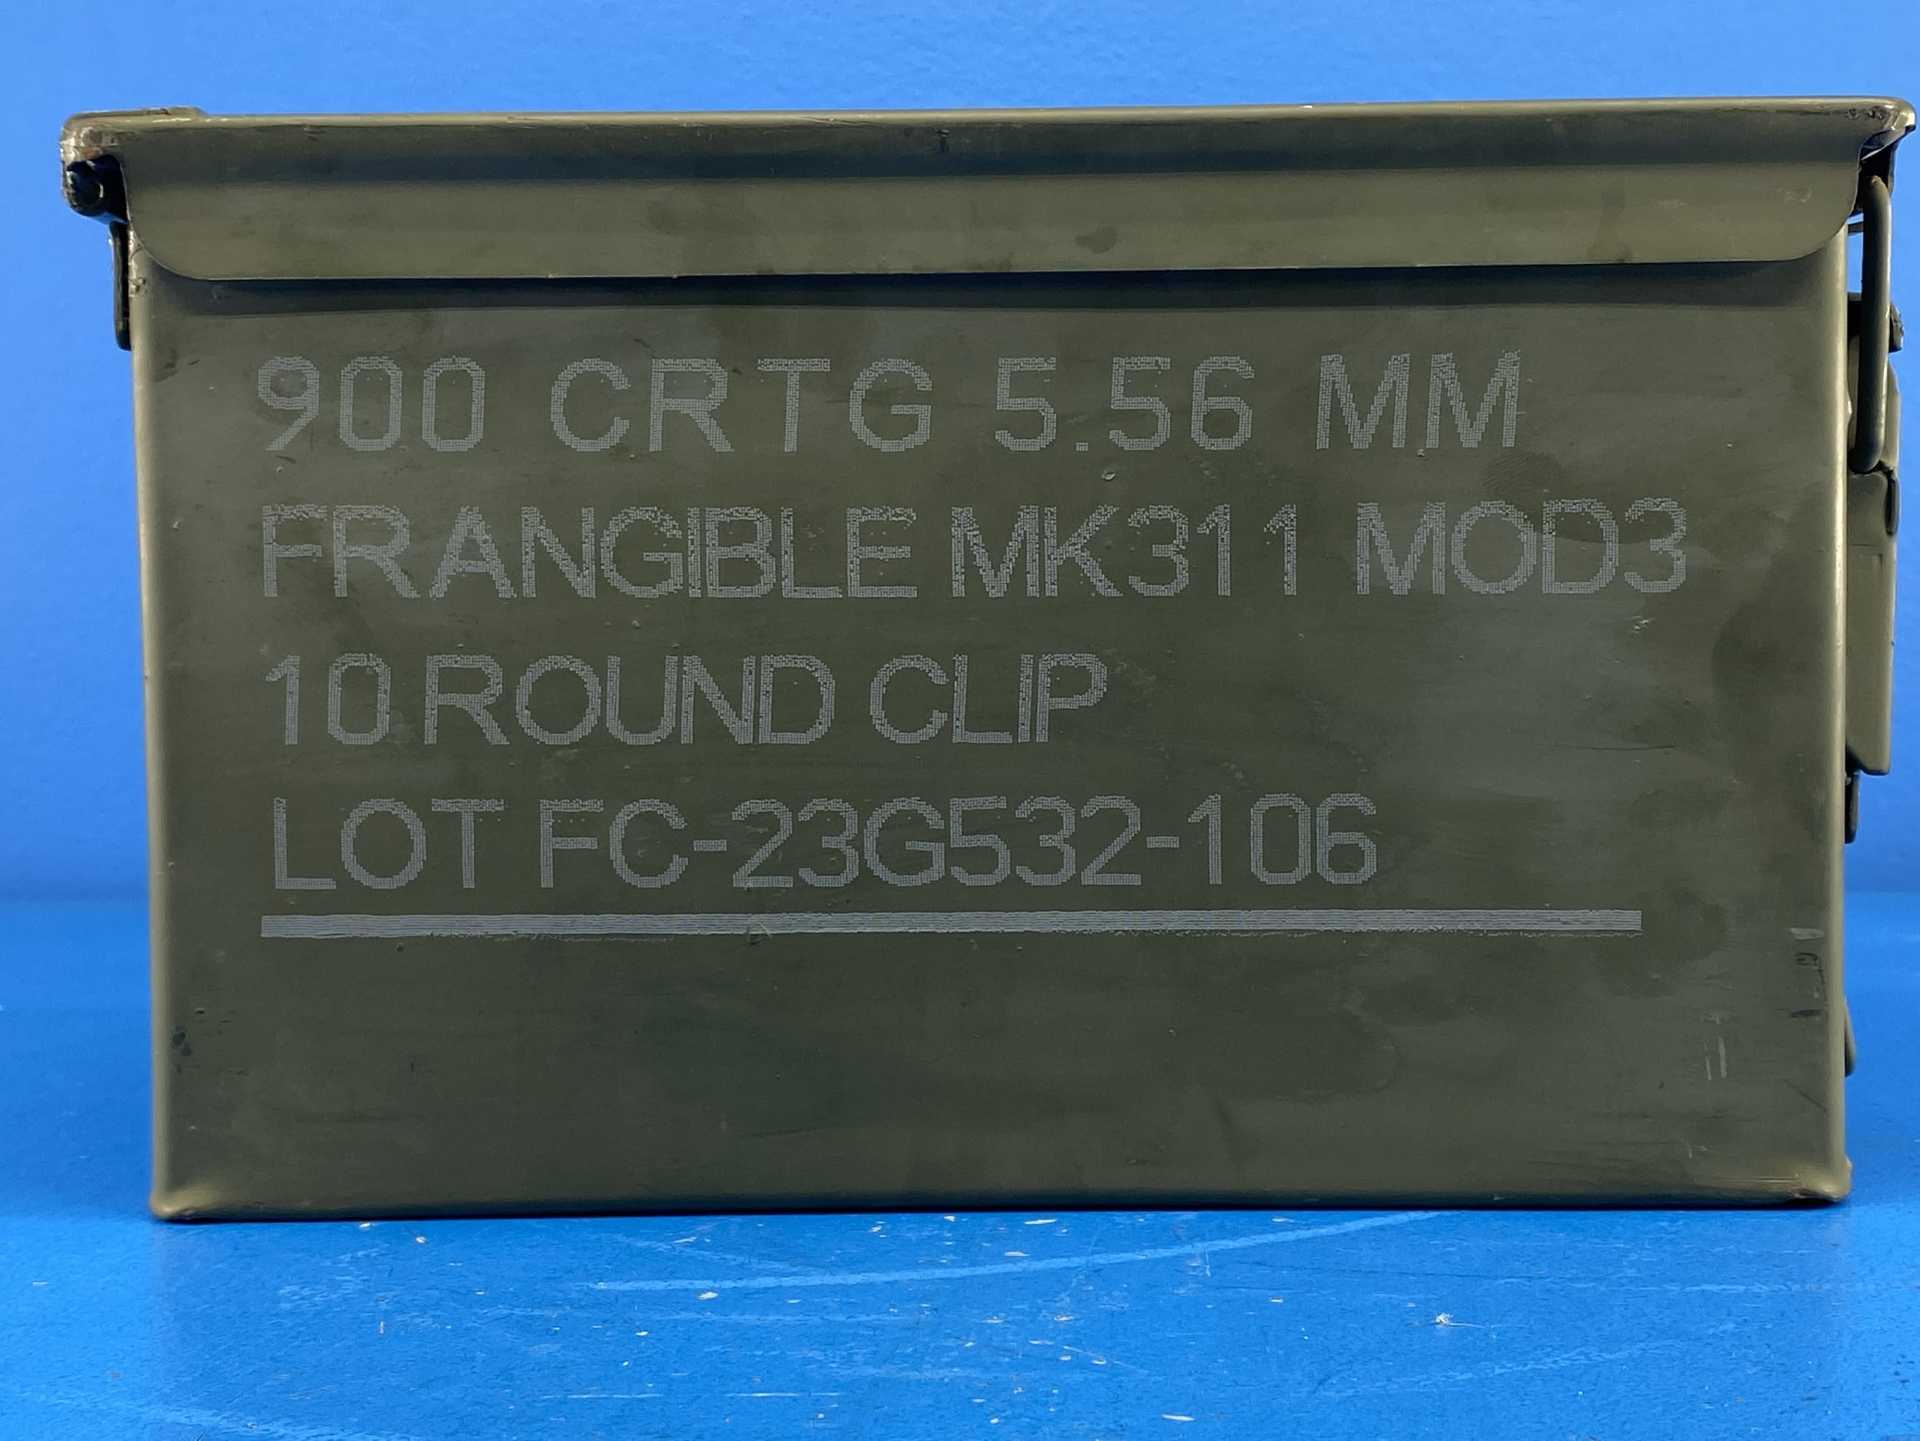 900 CRTG 5.56 MM
FRANGIBLE MK311 MOD3
10 ROUND CLIP
LOT FC-23G532-106